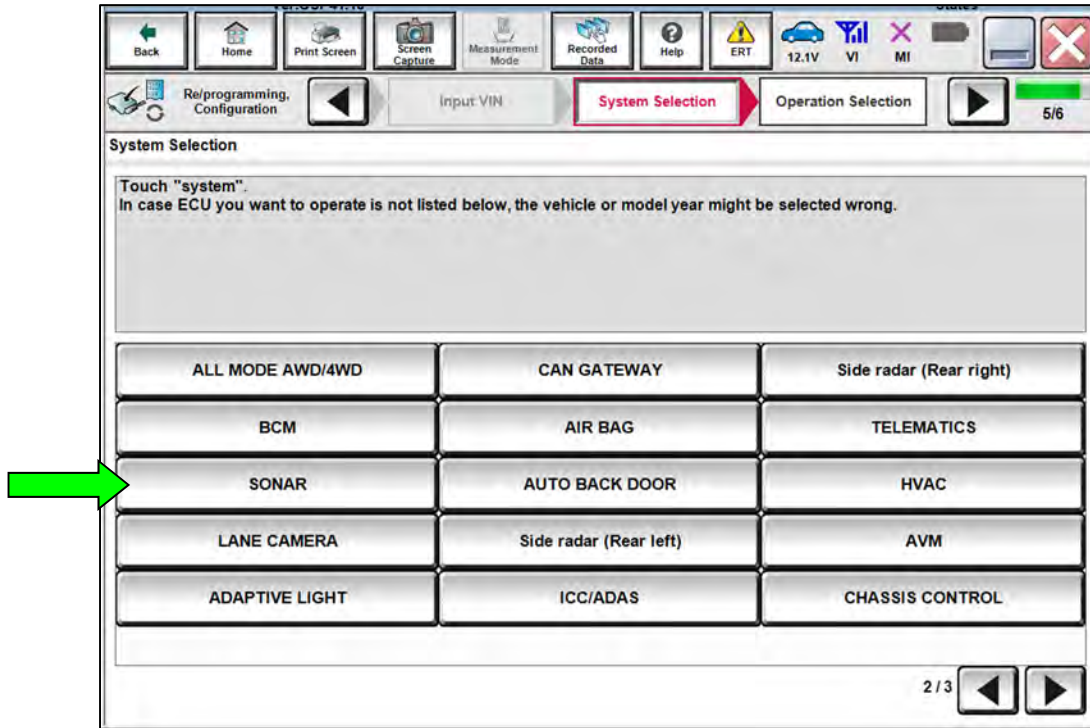 Back
Home
Print Screen
Screen Capture
Measurement Mode
Recorded Data
Help
ERT
12.1V
VI
MI
Re/programming, Configuration
Input VIN
System Selection
Operation Selection
5/6
System Selection
Touch "system".
In case ECU you want to operate is not listed below, the vehicle or model year might be selected wrong.
ALL MODE AWD/4WD
CAN GATEWAY
Side radar (Rear right)
BCM
AIR BAG
TELEMATICS
SONAR
AUTO BACK DOOR
HVAC
LANE CAMERA
Side radar (Rear left)
AVM
ADAPTIVE LIGHT
ICC/ADAS
CHASSIS CONTROL
2/3